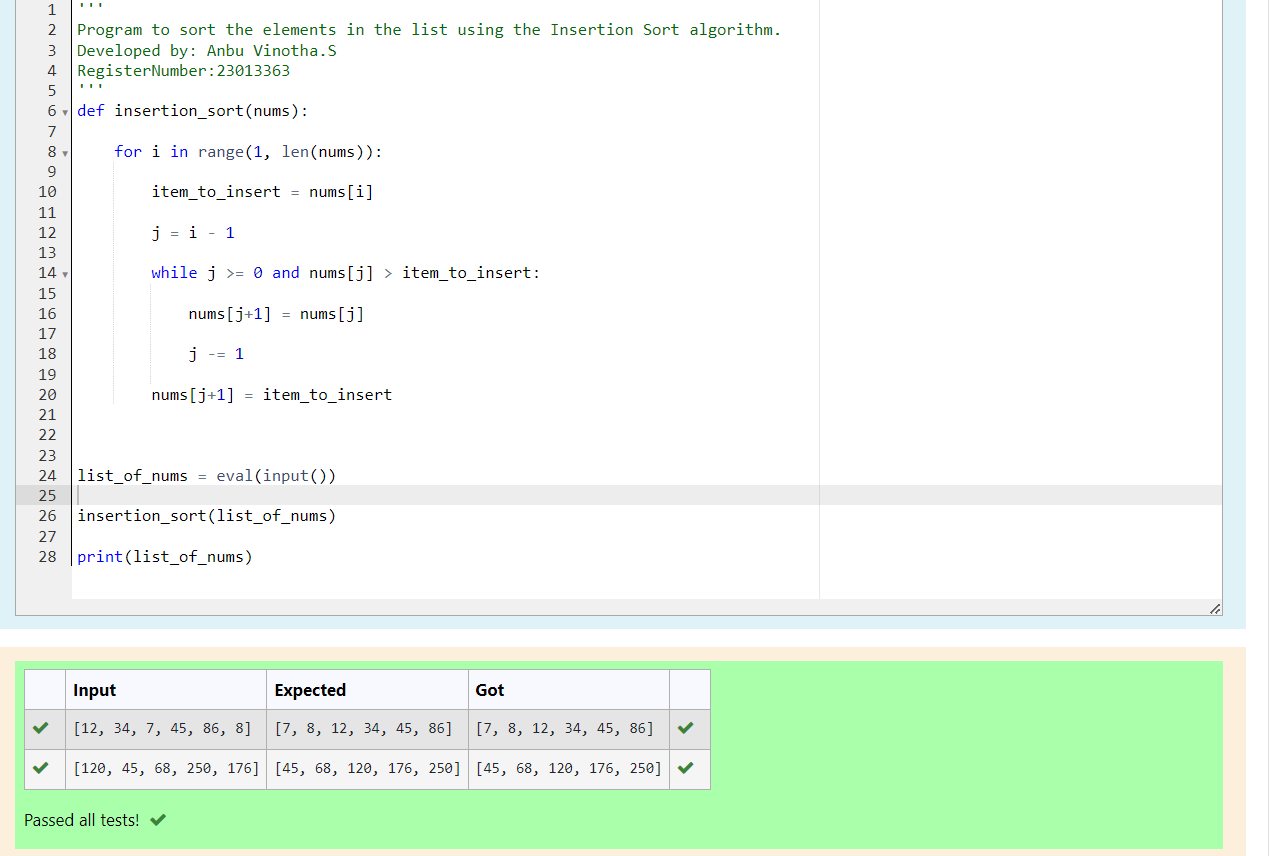 1 '''
2 Program to sort the elements in the list using the Insertion Sort algorithm.
3 Developed by: Anbu Vinotha.S
4 RegisterNumber:23013363
5 '''
6 def insertion_sort(nums):
7
8     for i in range(1, len(nums)):
9
10         item_to_insert = nums[i]
11
12         j = i - 1
13
14         while j >= 0 and nums[j] > item_to_insert:
15
16             nums[j+1] = nums[j]
17
18             j -= 1
19
20         nums[j+1] = item_to_insert
21
22
23
24 list_of_nums = eval(input())
25
26 insertion_sort(list_of_nums)
27
28 print(list_of_nums)
Input Expected Got
[12, 34, 7, 45, 86, 8] [7, 8, 12, 34, 45, 86] [7, 8, 12, 34, 45, 86]
[120, 45, 68, 250, 176] [45, 68, 120, 176, 250] [45, 68, 120, 176, 250]
Passed all tests!